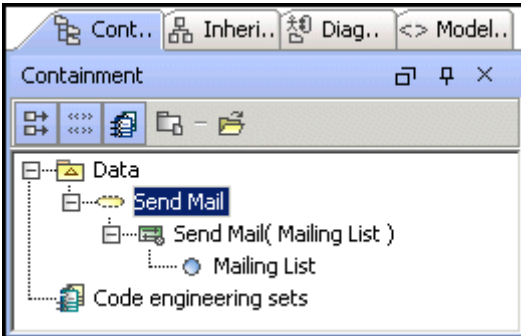 Cont.. Inheri.. Diag.. <> Model..
Containment
Data
Send Mail
Send Mail( Mailing List )
Mailing List
Code engineering sets